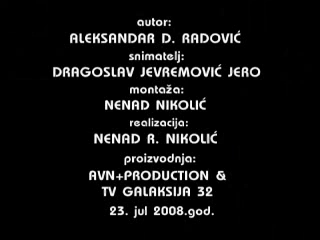 autor:
ALEKSANDAR D. RADOVIĆ
snimatelj:
DRAGOSLAV JEVREMOVIĆ JERO
montaža:
NENAD NIKOLIĆ
realizacija:
NENAD R. NIKOLIĆ
proizvodnja:
AVN+PRODUCTION &
TV GALAKSIJA 32
23. jul 2008.god.